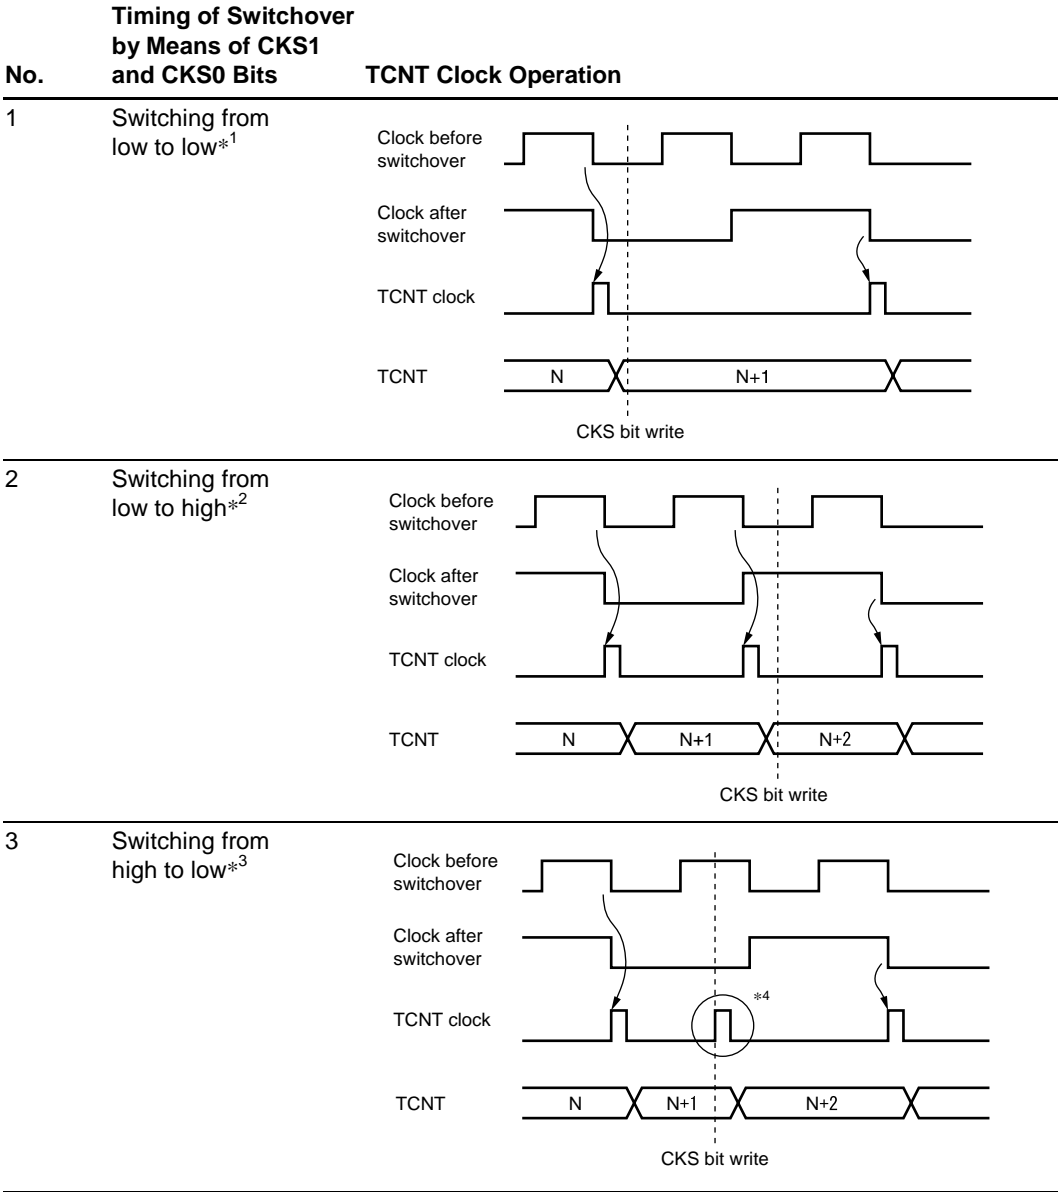 Timing of Switchover
by Means of CKS1
No. and CKS0 Bits TCNT Clock Operation
1 Switching from
low to low*1
Clock before
switchover
Clock after
switchover
TCNT clock
TCNT N N+1
CKS bit write
2 Switching from
low to high*2
Clock before
switchover
Clock after
switchover
TCNT clock
TCNT N N+1 N+2
CKS bit write
3 Switching from
high to low*3
Clock before
switchover
Clock after
switchover
*4
TCNT clock
TCNT N N+1 N+2
CKS bit write